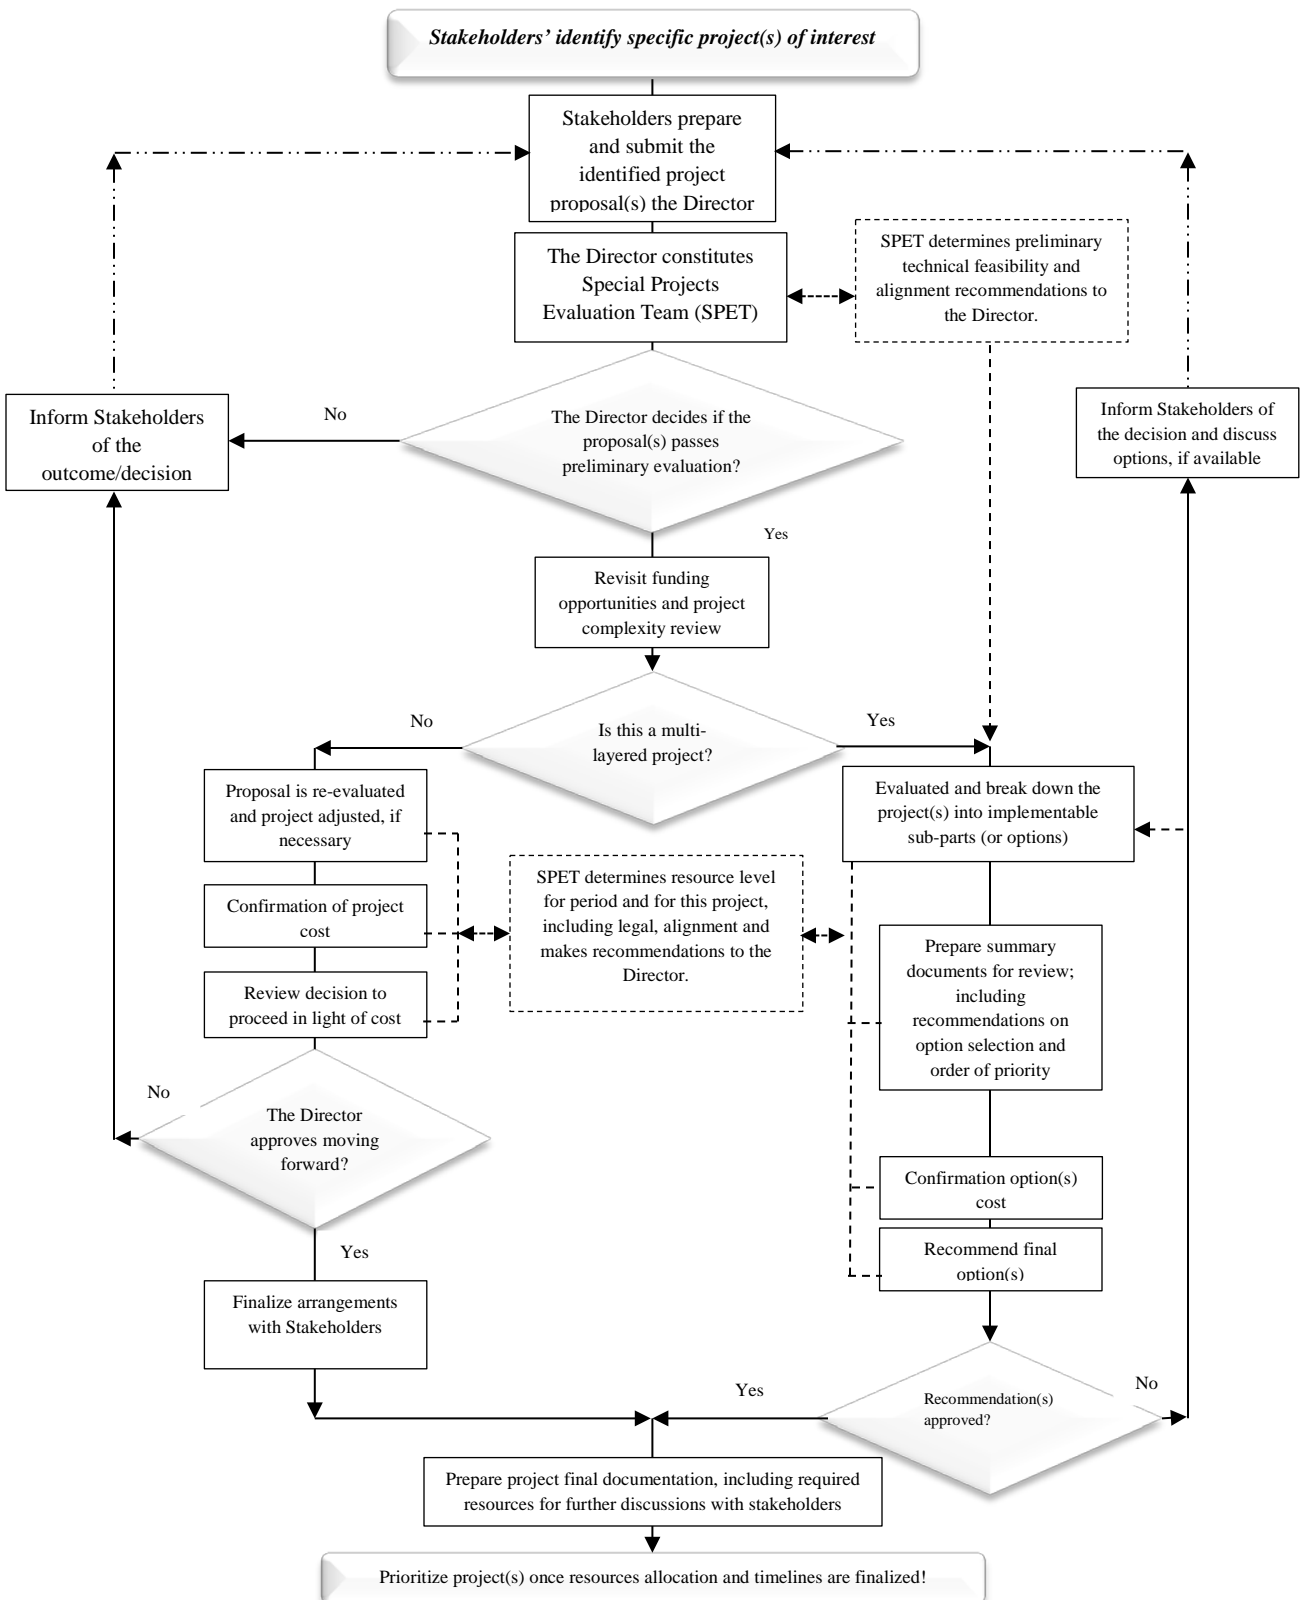 Stakeholders’ identify specific project(s) of interest
Stakeholders prepare
and submit the
identified project
proposal(s) the Director
The Director constitutes
Special Projects
Evaluation Team (SPET)
SPET determines preliminary
technical feasibility and
alignment recommendations to
the Director.
Inform Stakeholders
of the
outcome/decision
No
The Director decides if the
proposal(s) passes
preliminary evaluation?
Inform Stakeholders of
the decision and discuss
options, if available
Yes
Revisit funding
opportunities and project
complexity review
No
Is this a multi-
layered project?
Yes
Proposal is re-evaluated
and project adjusted, if
necessary
Evaluated and break down the
project(s) into implementable
sub-parts (or options)
Confirmation of project
cost
SPET determines resource level
for period and for this project,
including legal, alignment and
makes recommendations to the
Director.
Prepare summary
documents for review;
including
recommendations on
option selection and
order of priority
Review decision to
proceed in light of cost
No
The Director
approves moving
forward?
Confirmation option(s)
cost
Yes
Recommend final
option(s)
Finalize arrangements
with Stakeholders
Yes
Recommendation(s)
approved?
No
Prepare project final documentation, including required
resources for further discussions with stakeholders
Prioritize project(s) once resources allocation and timelines are finalized!